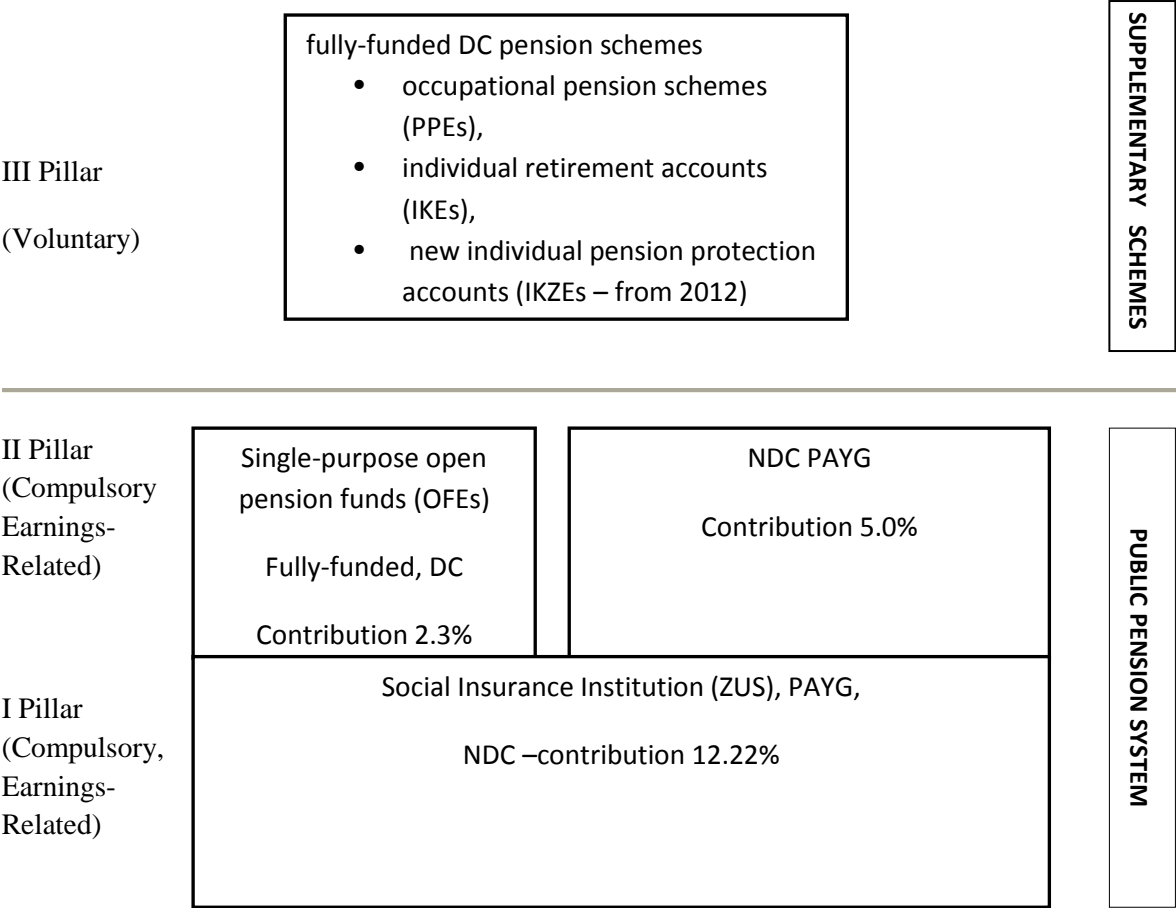 fully-funded DC pension schemes
• occupational pension schemes
(PPEs),
• individual retirement accounts
(IKEs),
• new individual pension protection
accounts (IKZEs – from 2012)
III Pillar
(Voluntary)
SUPPLEMENTARY SCHEMES
II Pillar
(Compulsory
Earnings-
Related)
Single-purpose open
pension funds (OFEs)
Fully-funded, DC
Contribution 2.3%
NDC PAYG
Contribution 5.0%
I Pillar
(Compulsory,
Earnings-
Related)
Social Insurance Institution (ZUS), PAYG,
NDC –contribution 12.22%
PUBLIC PENSION SYSTEM